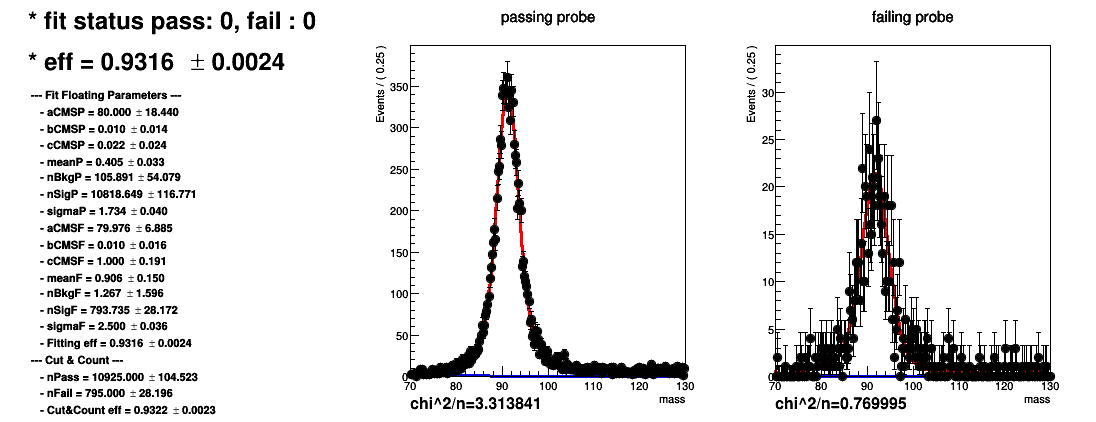 * fit status pass: 0, fail : 0
* eff = 0.9316 ± 0.0024
--- Fit Floating Parameters ---
- aCMSP = 80.000 ± 18.440
- bCMSP = 0.010 ± 0.014
- cCMSP = 0.022 ± 0.024
- meanP = 0.405 ± 0.033
- nBkgP = 105.891 ± 54.079
- nSigP = 10818.649 ± 116.771
- sigmaP = 1.734 ± 0.040
- aCMSF = 79.976 ± 6.885
- bCMSF = 0.010 ± 0.016
- cCMSF = 1.000 ± 0.191
- meanF = 0.906 ± 0.150
- nBkgF = 1.267 ± 1.596
- nSigF = 793.735 ± 28.172
- sigmaF = 2.500 ± 0.036
- Fitting eff = 0.9316 ± 0.0024
--- Cut & Count ---
- nPass = 10925.000 ± 104.523
- nFail = 795.000 ± 28.196
- Cut&Count eff = 0.9322 ± 0.0023
passing probe
Events / ( 0.25 )
350
300
250
200
150
100
50
0
70 80 90 100 110 120 130
mass
chi^2/n=3.313841
failing probe
Events / ( 0.25 )
30
25
20
15
10
5
0
70 80 90 100 110 120 130
mass
chi^2/n=0.769995